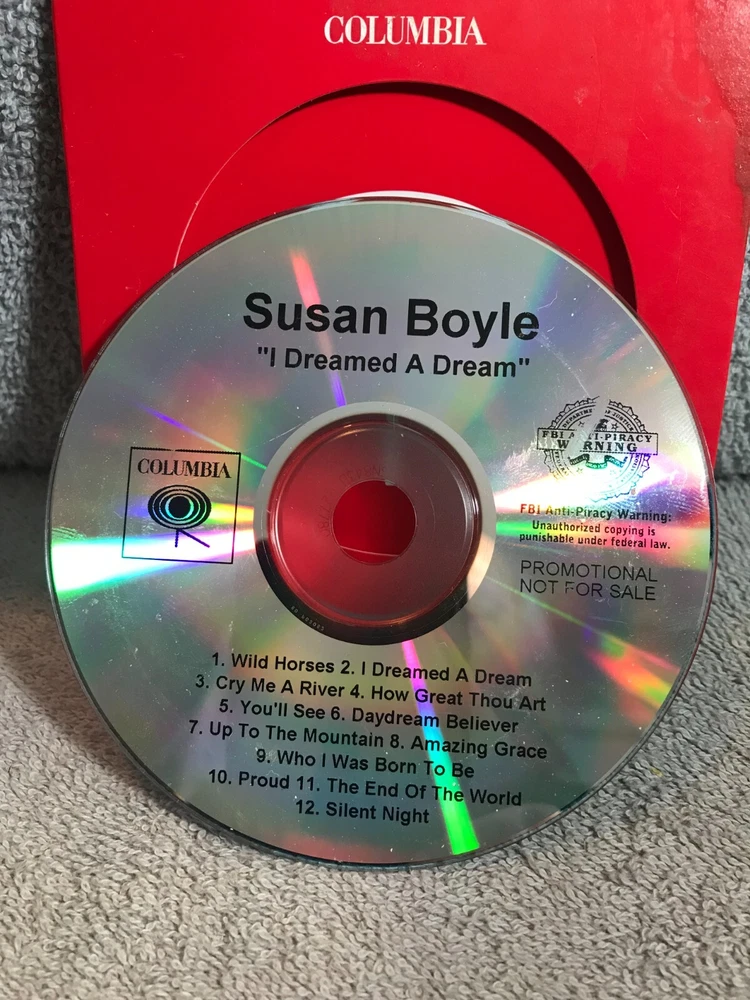 COLUMBIA
Susan Boyle
"I Dreamed A Dream"
COLUMBIA
FBI ANTI-PIRACY
WARNING
FBI Anti-Piracy Warning:
Unauthorized copying is
punishable under federal law.
PROMOTIONAL
NOT FOR SALE
1. Wild Horses 2. I Dreamed A Dream
3. Cry Me A River 4. How Great Thou Art
5. You'll See 6. Daydream Believer
7. Up To The Mountain 8. Amazing Grace
9. Who I Was Born To Be
10. Proud 11. The End Of The World
12. Silent Night